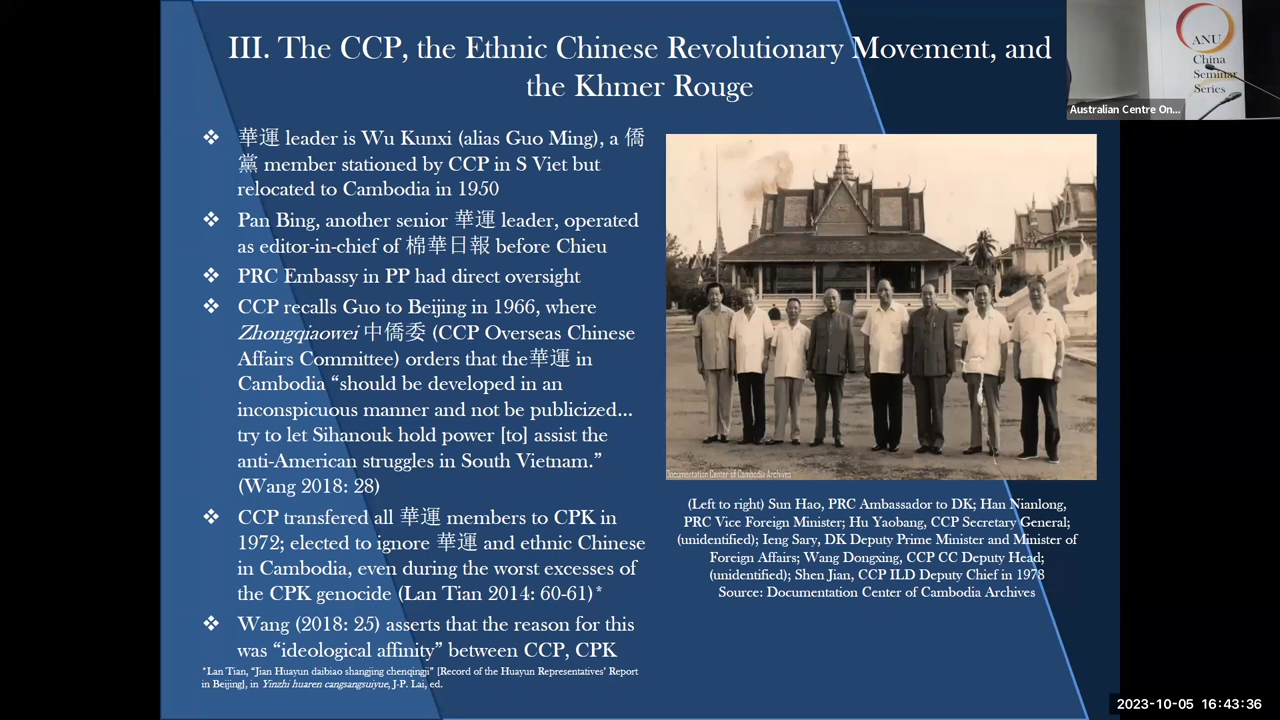 III. The CCP, the Ethnic Chinese Revolutionary Movement, and
the Khmer Rouge
❖ 華運 leader is Wu Kunxi (alias Guo Ming), a 僑
黨 member stationed by CCP in S Viet but
relocated to Cambodia in 1950
❖ Pan Bing, another senior 華運 leader, operated
as editor-in-chief of 棉華日報 before Chieu
❖ PRC Embassy in PP had direct oversight
❖ CCP recalls Guo to Beijing in 1966, where
Zhongqiaowei 中僑委 (CCP Overseas Chinese
Affairs Committee) orders that the華運 in
Cambodia “should be developed in an
inconspicuous manner and not be publicized...
try to let Sihanouk hold power [to] assist the
anti-American struggles in South Vietnam.”
(Wang 2018: 28)
❖ CCP transfered all 華運 members to CPK in
1972; elected to ignore 華運 and ethnic Chinese
in Cambodia, even during the worst excesses of
the CPK genocide (Lan Tian 2014: 60-61)*
❖ Wang (2018: 25) asserts that the reason for this
was “ideological affinity” between CCP, CPK
*Lan Tian, “Jian Huayun daibiao shangjing chenqingji” [Record of the Huayun Representatives’ Report
in Beijing], in Yinzhi huaren cangsangsuiyue, J-P. Lai, ed.
Documentation Center of Cambodia Archives
(Left to right) Sun Hao, PRC Ambassador to DK; Han Nianlong,
PRC Vice Foreign Minister; Hu Yaobang, CCP Secretary General;
(unidentified); Ieng Sary, DK Deputy Prime Minister and Minister of
Foreign Affairs; Wang Dongxing, CCP CC Deputy Head;
(unidentified); Shen Jian, CCP ILD Deputy Chief in 1978
Source: Documentation Center of Cambodia Archives
ANU
China
Seminar
Series
Australian Centre On...
2023-10-05 16:43:36